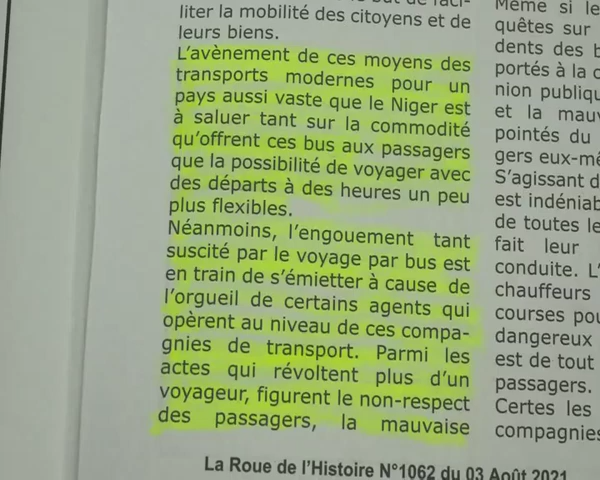 liter la mobilité des citoyens et de
leurs biens.
L'avènement de ces moyens des
transports modernes pour un
pays aussi vaste que le Niger est
à saluer tant sur la commodité
qu'offrent ces bus aux passagers
que la possibilité de voyager avec
des départs à des heures un peu
plus flexibles.
Néanmoins, l'engouement tant
suscité par le voyage par bus est
en train de s'émietter à cause de
l'orgueil de certains agents qui
opèrent au niveau de ces compa-
gnies de transport. Parmi les
actes qui révoltent plus d'un
voyageur, figurent le non-respect
des passagers, la mauvaise
Même si le
quêtes sur
dents des b
portés à la c
nion publiqu
et la mauv
pointés du
gers eux-mê
S'agissant d
est indéniab
de toutes le
fait leur
conduite. L'
chauffeurs
courses pou
dangereux
est de tout
passagers.
Certes les
compagnies
La Roue de l'Histoire N°1062 du 03 Août 2021